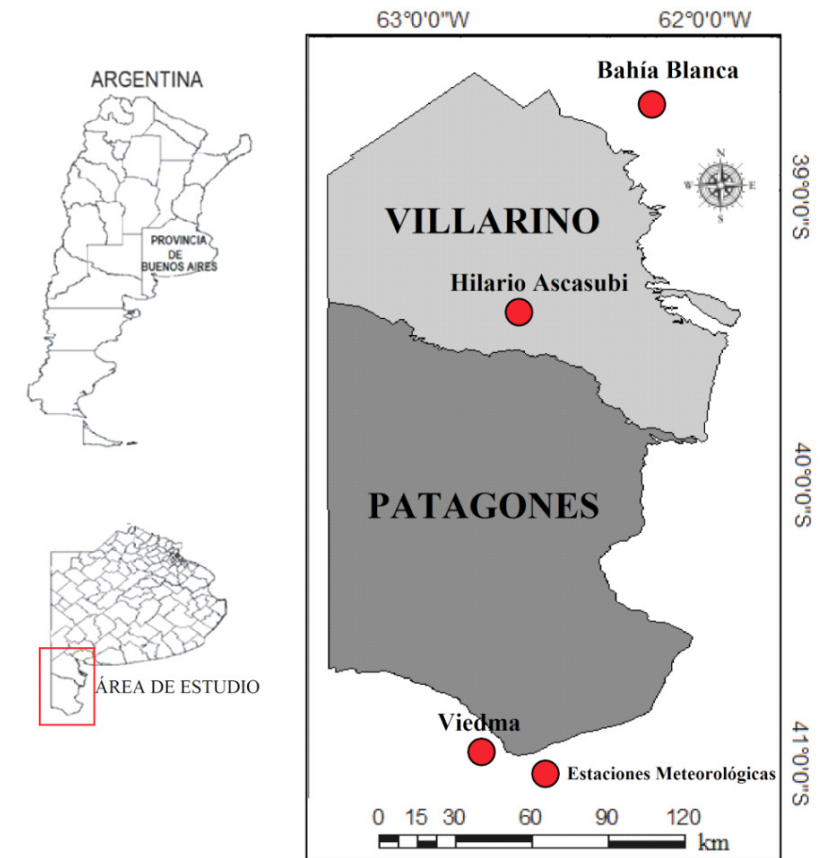 63°0'0"W
62°0'0"W
ARGENTINA
PROVINCIA
DE
BUENOS AIRES
ÁREA DE ESTUDIO
Bahía Blanca
N
W
E
S
VILLARINO
Hilario Ascasubi
PATAGONES
Viedma
Estaciones Meteorológicas
39°0'0"S
40°0'0"S
41°0'0"S
0 15 30 60 90 120
km